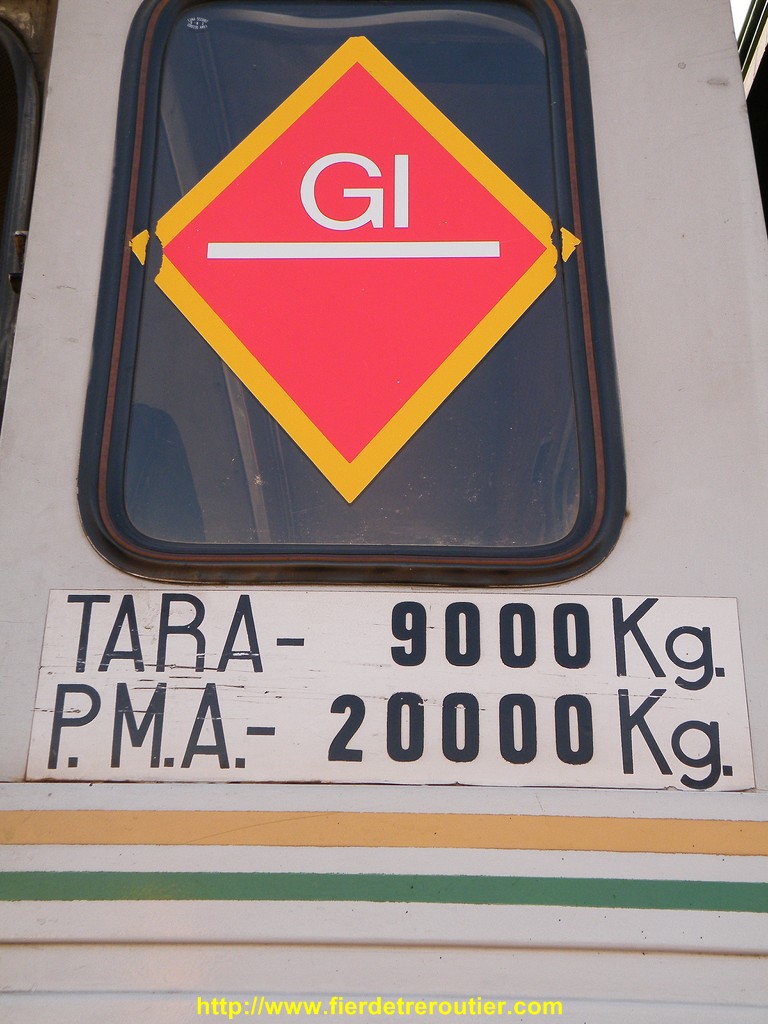 GI
TARA- 9000 Kg.
P.M.A.- 20000 Kg.
http://www.fierdetreroutier.com